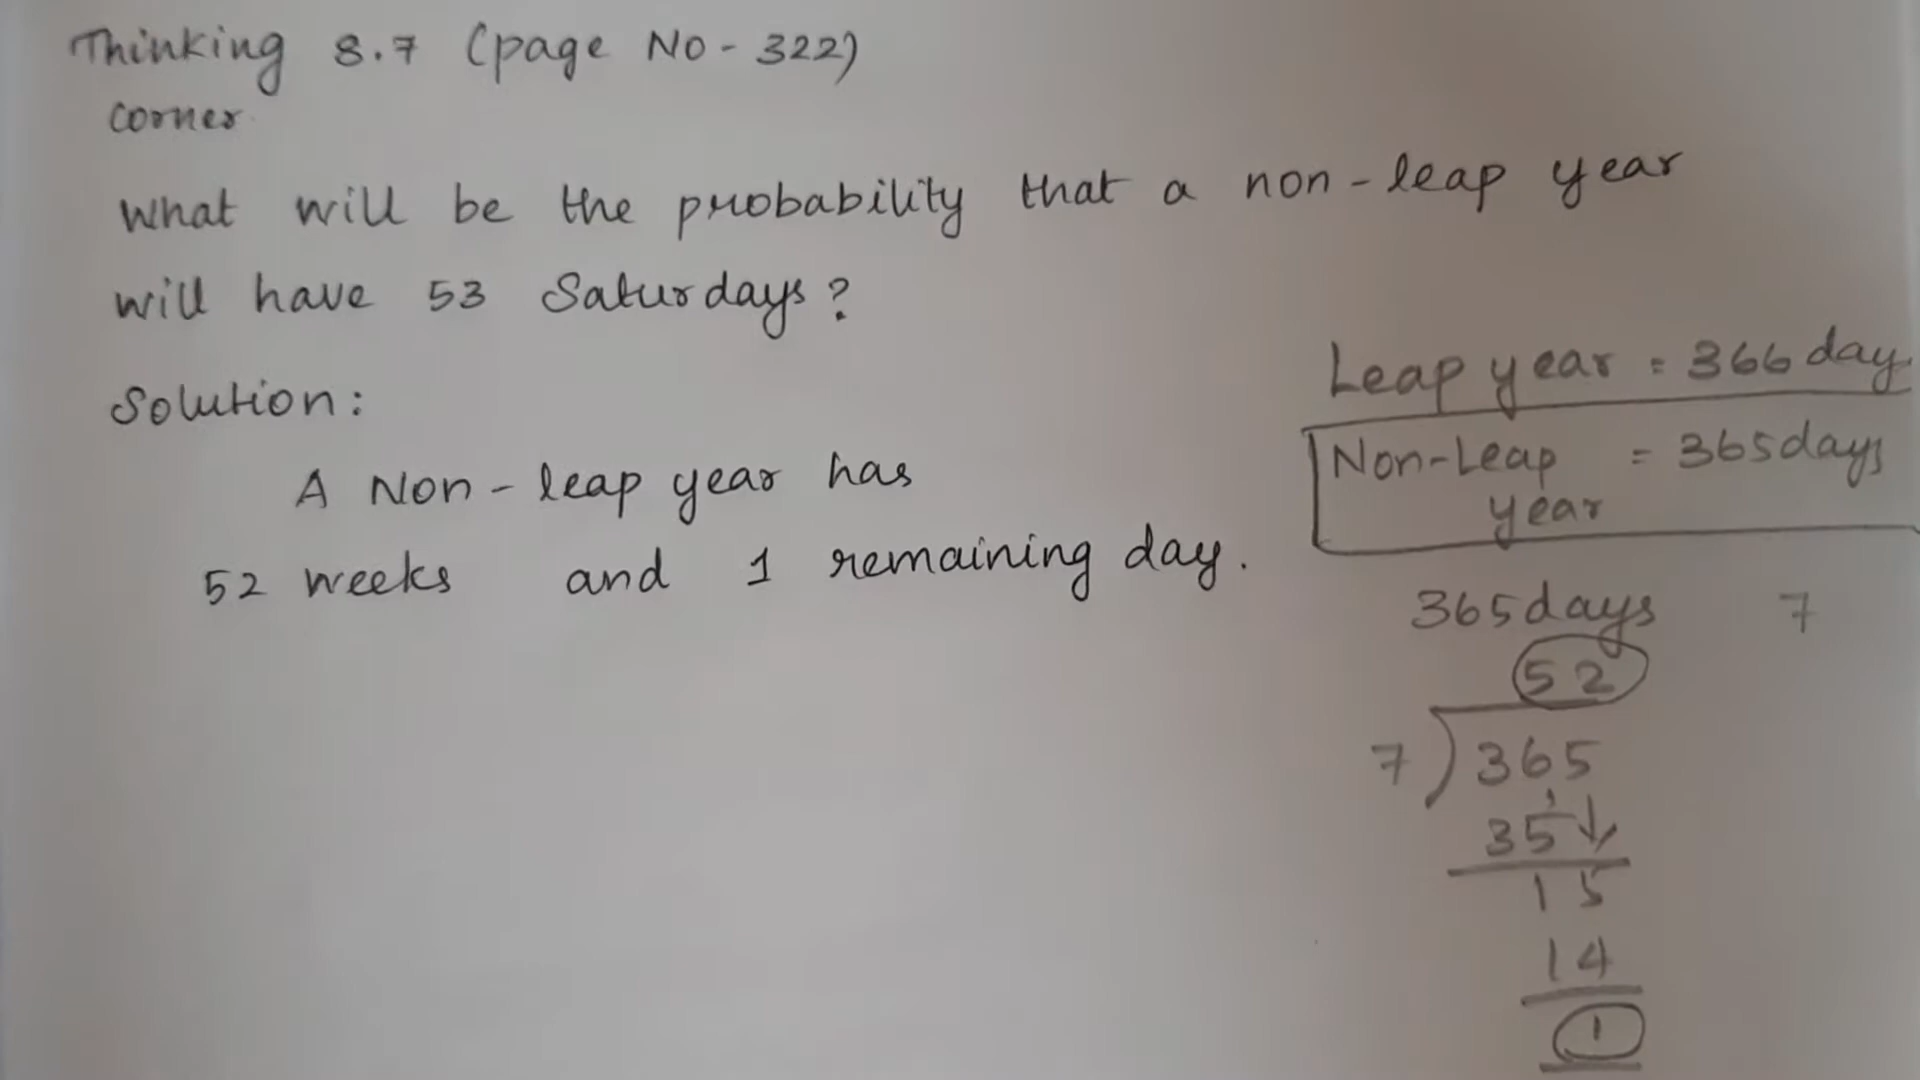 Thinking 8.7 (page No - 322)
corner
What will be the probability that a non-leap year
will have 53 Saturdays?
Solution:
A Non-leap year has
52 weeks and 1 remaining day.
Leap year = 366 day
Non-Leap = 365 days
year
365 days 7
52
7 ) 365
35 ↓
15
14
1